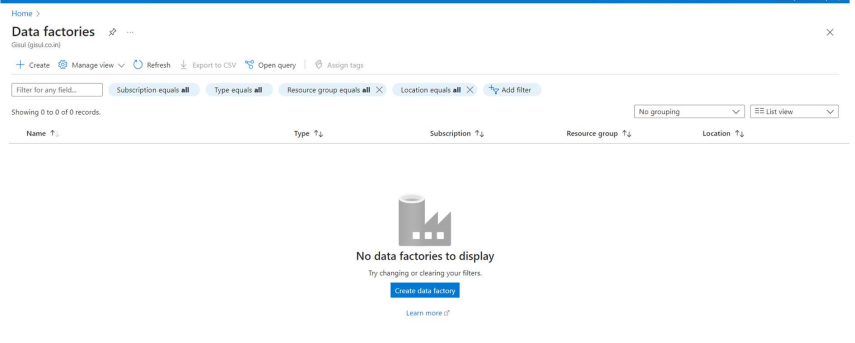 Home >
Data factories
Gisul (gisul.co.in)
+ Create Manage view Refresh Export to CSV Open query Assign tags
Filter for any field... Subscription equals all Type equals all Resource group equals all Location equals all Add filter
Showing 0 to 0 of 0 records. No grouping List view
Name Type Subscription Resource group Location
No data factories to display
Try changing or clearing your filters.
Create data factory
Learn more